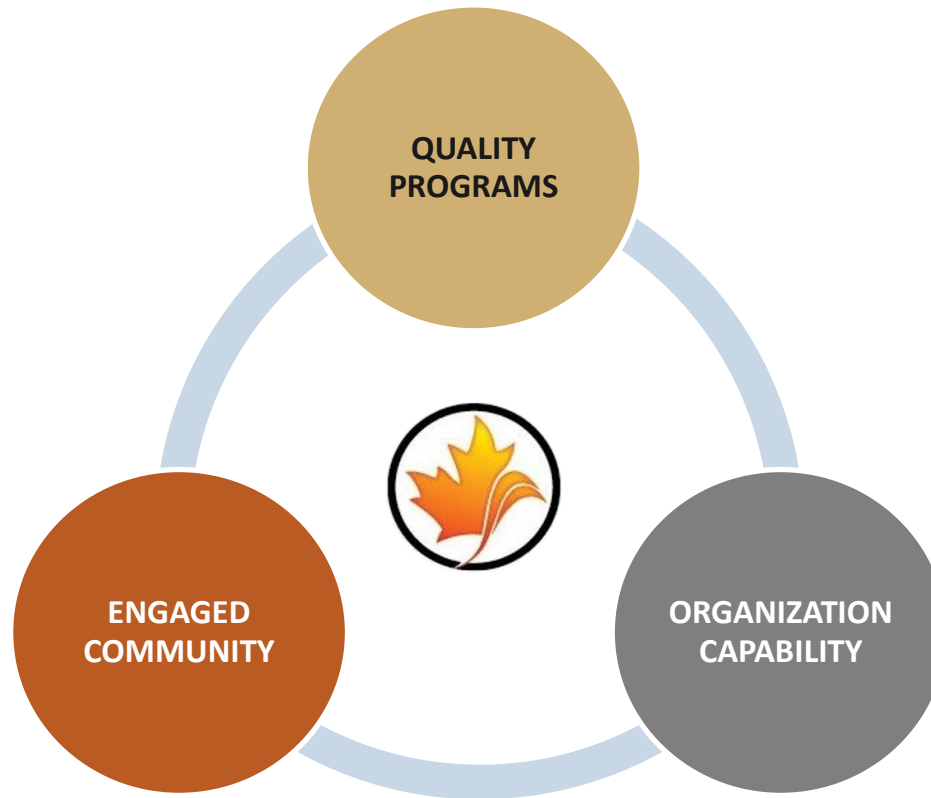 QUALITY
PROGRAMS
ENGAGED
COMMUNITY
ORGANIZATION
CAPABILITY